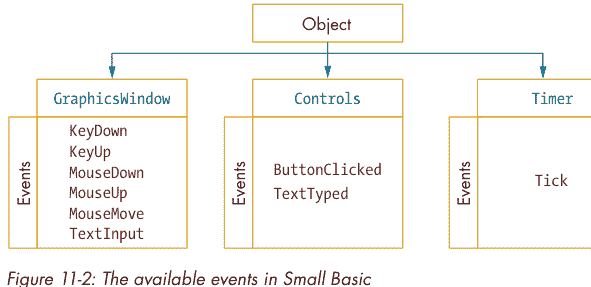 Object
GraphicsWindow
Events
KeyDown
KeyUp
MouseDown
MouseUp
MouseMove
TextInput
Controls
Events
ButtonClicked
TextTyped
Timer
Events
Tick
Figure 11-2: The available events in Small Basic